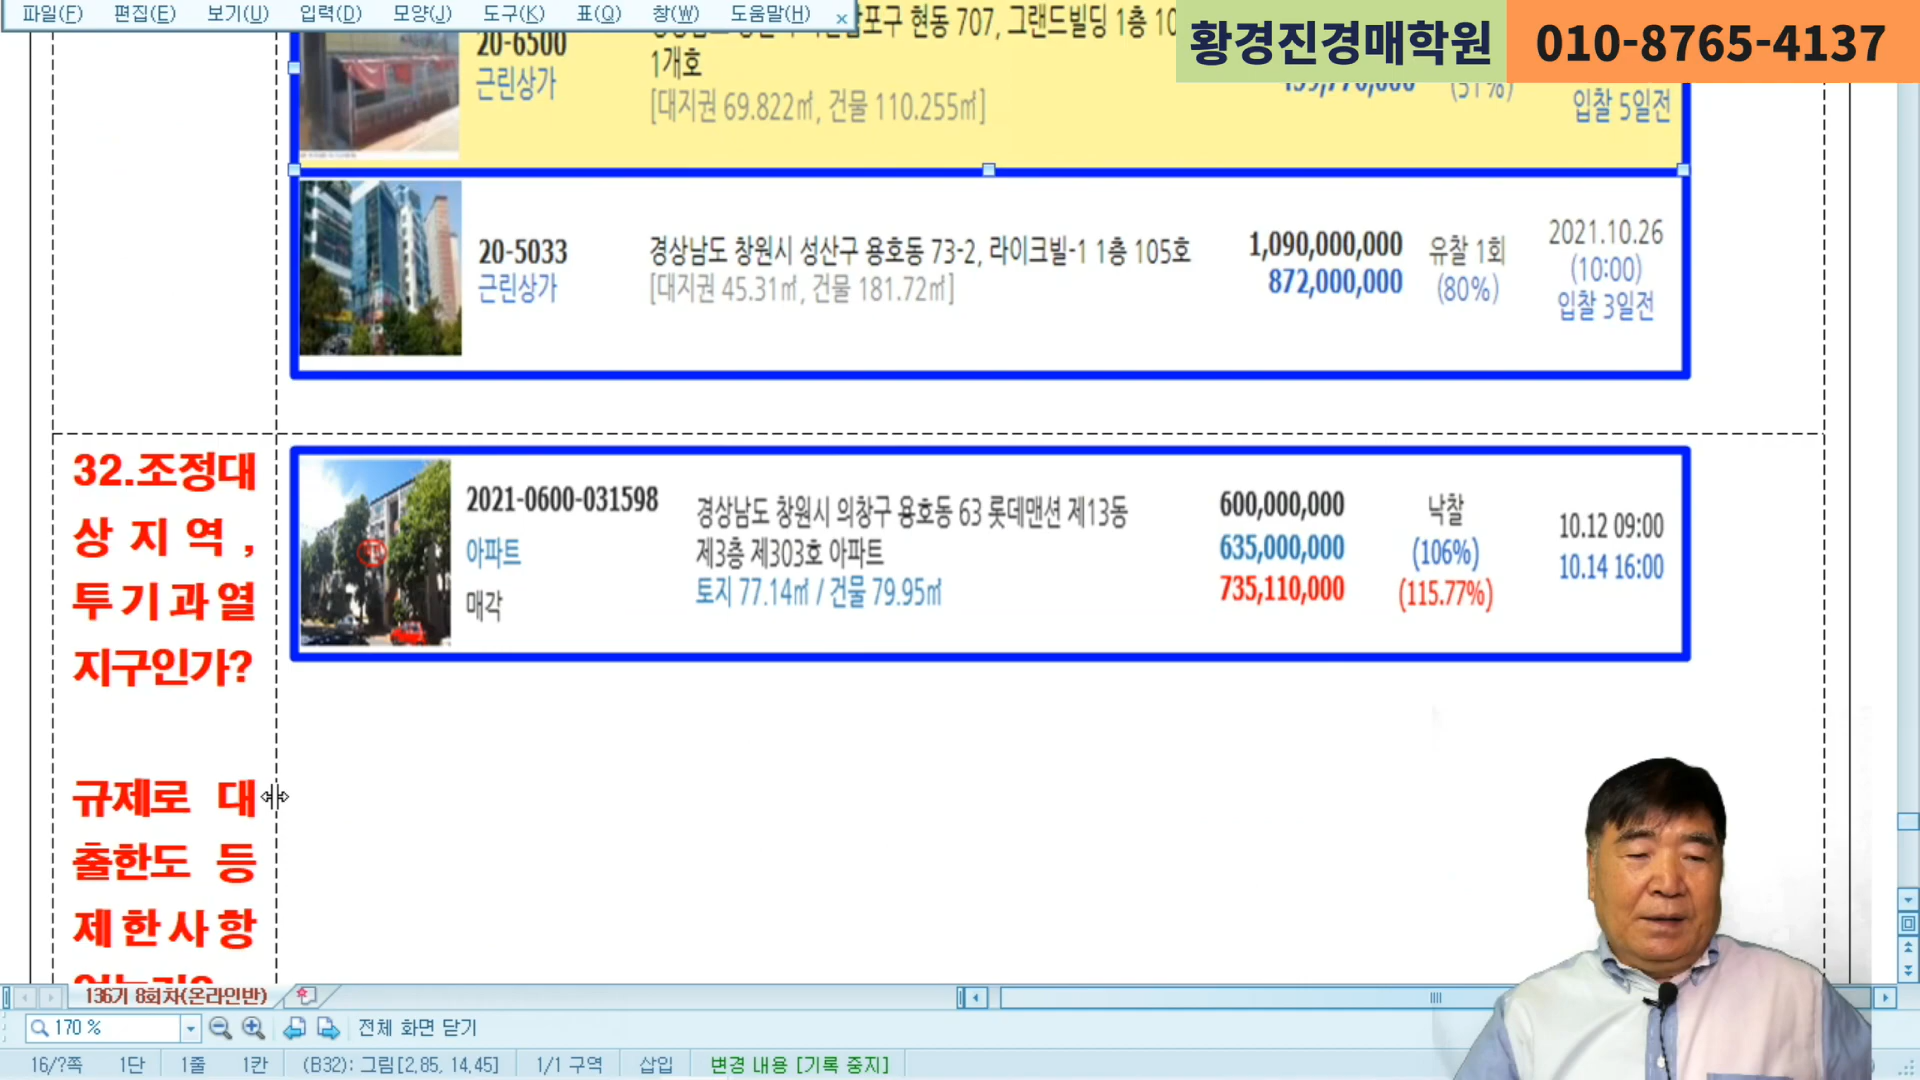 파일(F) 편집(E) 보기(U) 입력(D) 모양(J) 도구(K) 표(Q) 창(W) 도움말(H) ×
황경진경매학원 010-8765-4137
20-6500
포구 현동 707, 그랜드빌딩 1층 10
1개호
근린상가
[대지권 69.822㎡, 건물 110.255㎡]
(51%)
입찰 5일전
20-5033
근린상가
경상남도 창원시 성산구 용호동 73-2, 라이크빌-1 1층 105호
[대지권 45.31㎡, 건물 181.72㎡]
1,090,000,000
872,000,000
유찰 1회
(80%)
2021.10.26
(10:00)
입찰 3일전
32.조정대
상 지 역 ,
투기과열
지구인가?
규제로 대
출한도 등
제한사항
2021-0600-031598
아파트
매각
경상남도 창원시 의창구 용호동 63 롯데맨션 제13동
제3층 제303호 아파트
토지 77.14㎡ / 건물 79.95㎡
600,000,000
635,000,000
735,110,000
낙찰
(106%)
(115.77%)
10.12 09:00
10.14 16:00
136기 8회차(온라인반)
170 %
전체 화면 닫기
16/?쪽 1단 1줄 1칸 (B32): 그림[2,85, 14,45] 1/1 구역 삽입 변경 내용 [기록 중지]